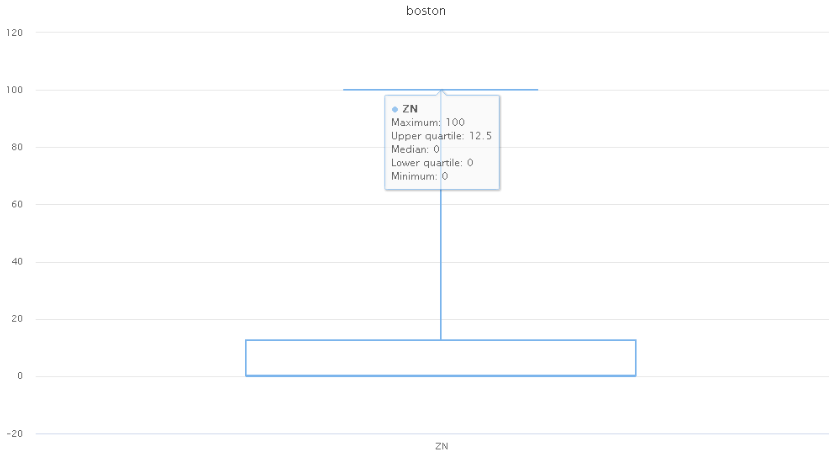 boston
120
100
80
60
40
20
0
-20
● ZN
Maximum: 100
Upper quartile: 12.5
Median: 0
Lower quartile: 0
Minimum: 0
ZN